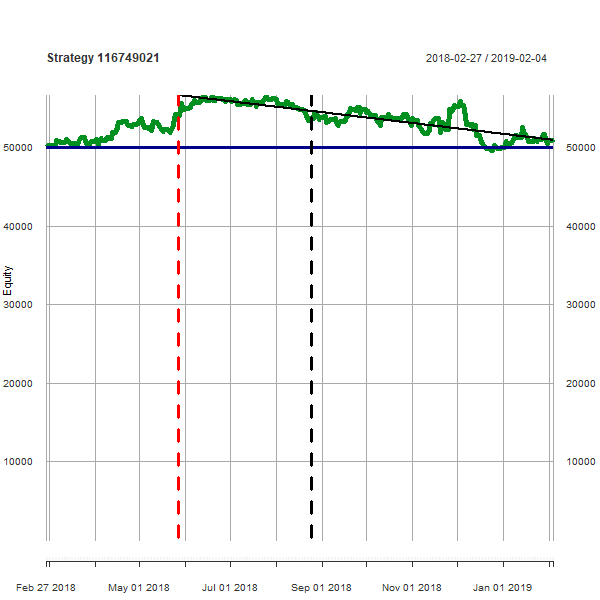 Strategy 116749021
2018-02-27 / 2019-02-04
50000
50000
40000
40000
Equity
30000
30000
20000
20000
10000
10000
Feb 27 2018
May 01 2018
Jul 01 2018
Sep 01 2018
Nov 01 2018
Jan 01 2019